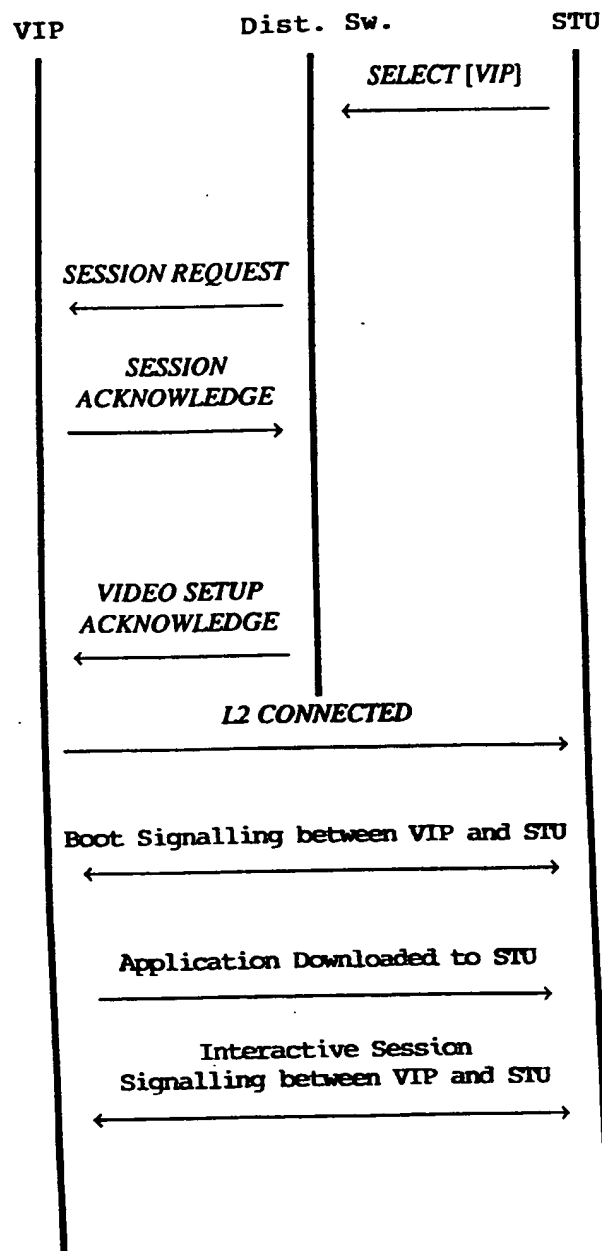 VIP Dist. Sw. STU
SELECT [VIP]
SESSION REQUEST
SESSION
ACKNOWLEDGE
VIDEO SETUP
ACKNOWLEDGE
L2 CONNECTED
Boot Signalling between VIP and STU
Application Downloaded to STU
Interactive Session
Signalling between VIP and STU